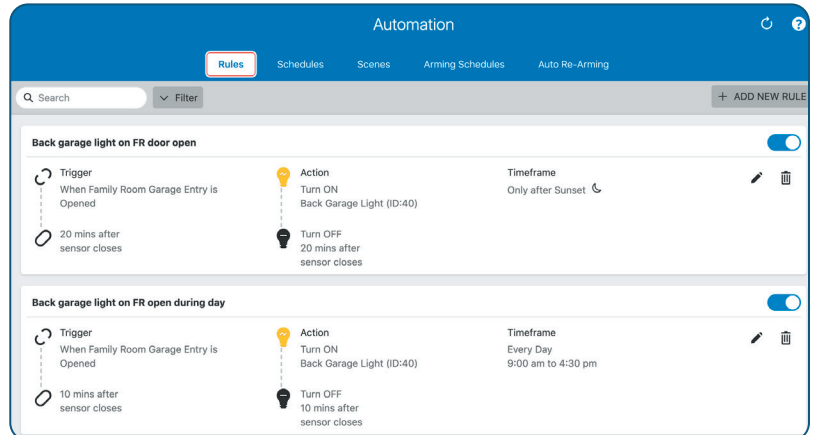 Automation
?
Rules
Schedules
Scenes
Arming Schedules
Auto Re-Arming
Search
Filter
+ ADD NEW RULE
Back garage light on FR door open
Trigger
When Family Room Garage Entry is
Opened
20 mins after
sensor closes
Action
Turn ON
Back Garage Light (ID:40)
Turn OFF
20 mins after
sensor closes
Timeframe
Only after Sunset
Back garage light on FR open during day
Trigger
When Family Room Garage Entry is
Opened
10 mins after
sensor closes
Action
Turn ON
Back Garage Light (ID:40)
Turn OFF
10 mins after
sensor closes
Timeframe
Every Day
9:00 am to 4:30 pm